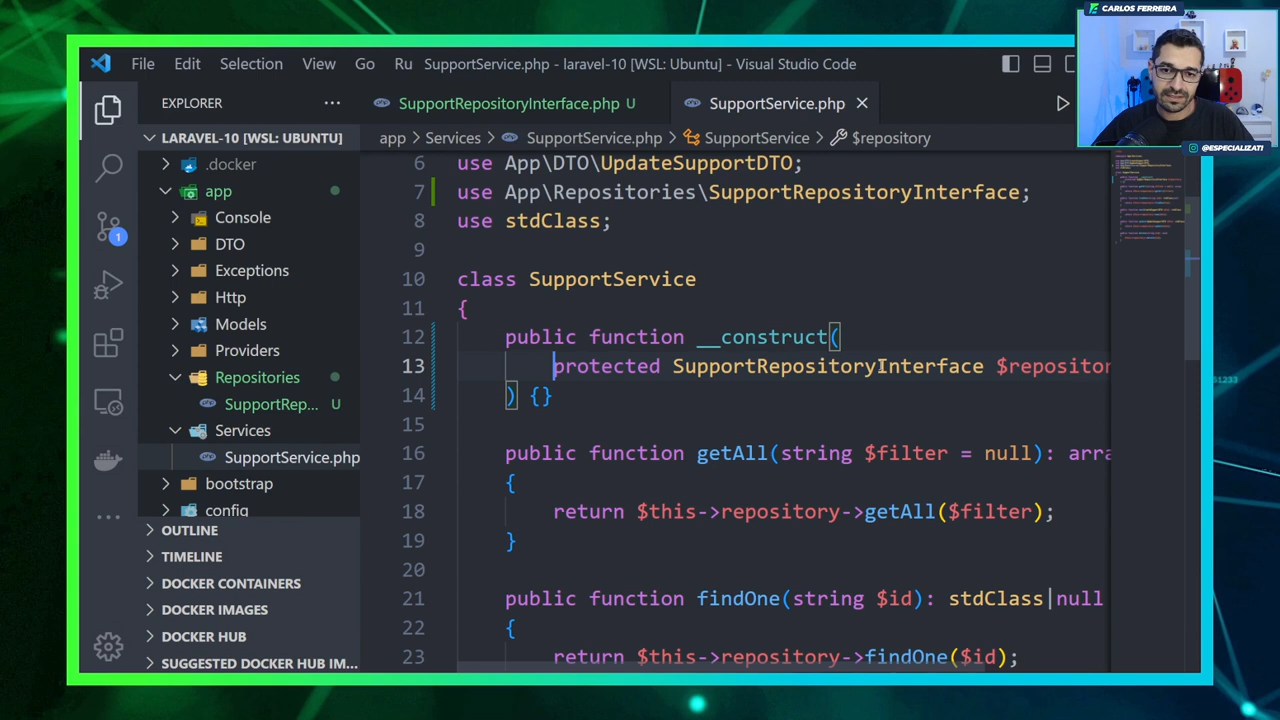 CARLOS FERREIRA
File Edit Selection View Go Ru SupportService.php - laravel-10 [WSL: Ubuntu] - Visual Studio Code
EXPLORER
SupportRepositoryInterface.php U
SupportService.php
@ESPECIALIZATI
LARAVEL-10 [WSL: UBUNTU]
app > Services > SupportService.php > SupportService > $repository
.docker
app
Console
DTO
Exceptions
Http
Models
Providers
Repositories
SupportRep... U
Services
SupportService.php
bootstrap
config
OUTLINE
TIMELINE
DOCKER CONTAINERS
DOCKER IMAGES
DOCKER HUB
SUGGESTED DOCKER HUB IM...
1
6 use App\DTO\UpdateSupportDTO;
7 use App\Repositories\SupportRepositoryInterface;
8 use stdClass;
9
10 class SupportService
11 {
12 public function __construct(
13 protected SupportRepositoryInterface $repositor
14 ) {}
15
16 public function getAll(string $filter = null): arra
17 {
18 return $this->repository->getAll($filter);
19 }
20
21 public function findOne(string $id): stdClass|null
22 {
23 return $this->repository->findOne($id);